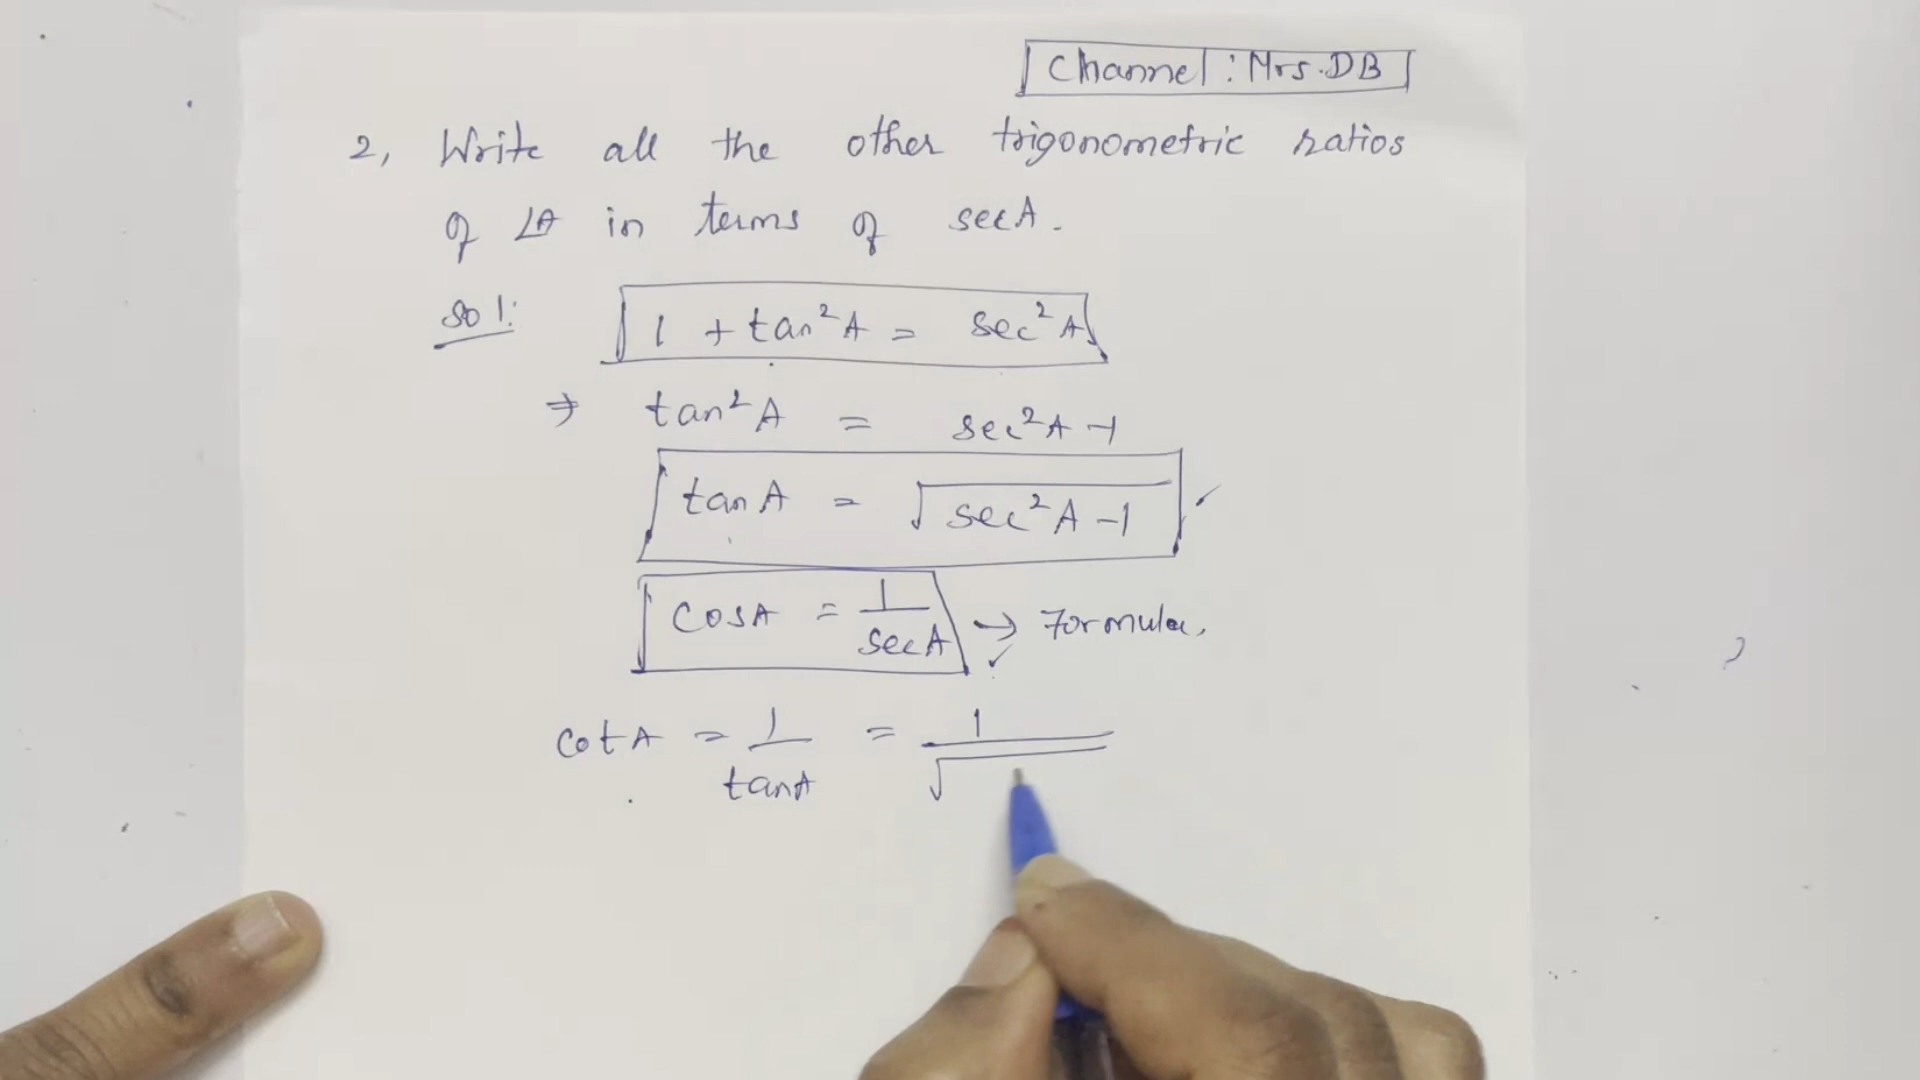 Channel : Mrs.DB
2, Write all the other trigonometric ratios
of ∠A in terms of secA.
Sol: 1 + tan²A = sec²A
⇒ tan²A = sec²A -1
tanA = √(sec²A -1)
cosA = 1/secA → Formula,
cotA = 1/tanA = 1/√